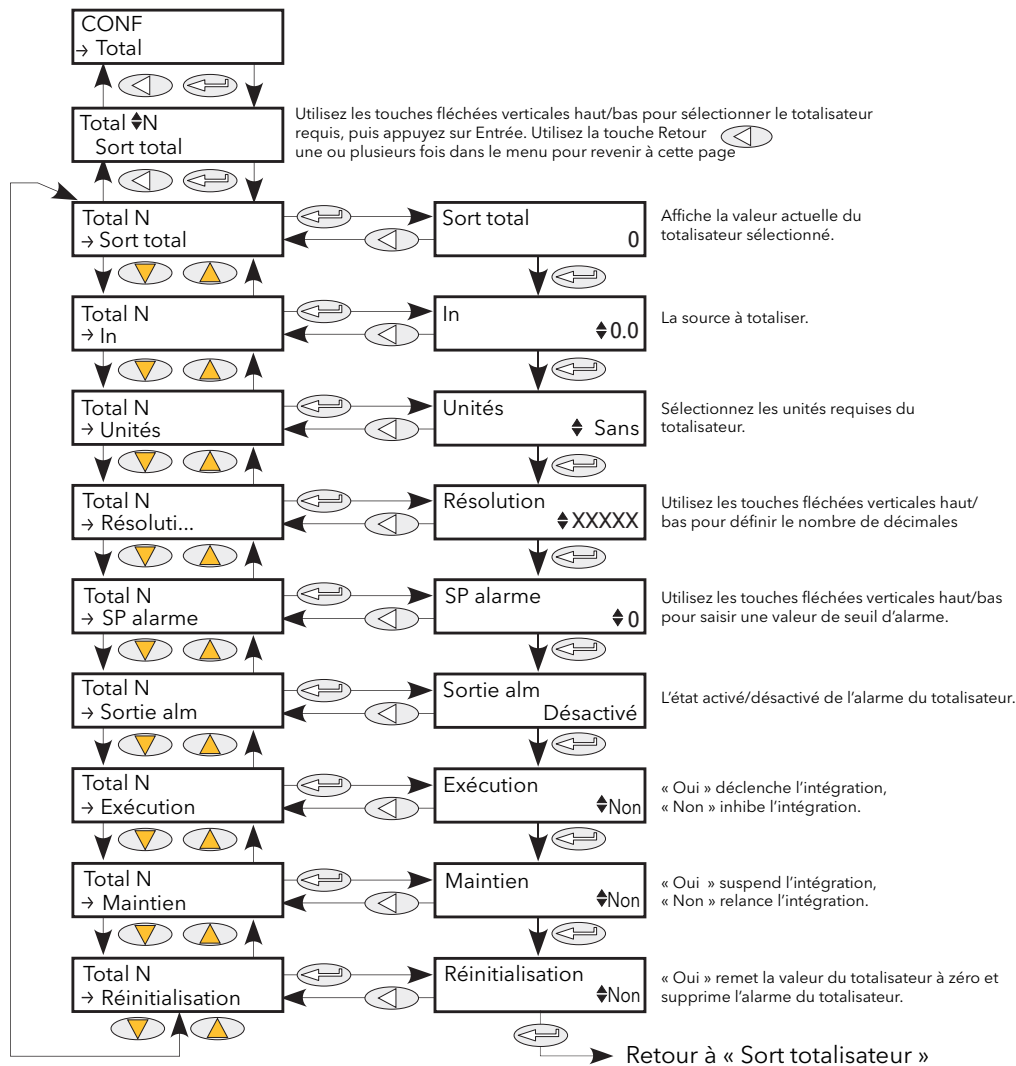 CONF
→ Total
Total ♦N
Sort total
Utilisez les touches fléchées verticales haut/bas pour sélectionner le totalisateur
requis, puis appuyez sur Entrée. Utilisez la touche Retour
une ou plusieurs fois dans le menu pour revenir à cette page
Total N
→ Sort total
Sort total
0
Affiche la valeur actuelle du
totalisateur sélectionné.
Total N
→ In
In
♦0.0
La source à totaliser.
Total N
→ Unités
Unités
♦ Sans
Sélectionnez les unités requises du
totalisateur.
Total N
→ Résoluti...
Résolution
♦XXXXX
Utilisez les touches fléchées verticales haut/
bas pour définir le nombre de décimales
Total N
→ SP alarme
SP alarme
♦0
Utilisez les touches fléchées verticales haut/bas
pour saisir une valeur de seuil d'alarme.
Total N
→ Sortie alm
Sortie alm
Désactivé
L'état activé/désactivé de l'alarme du totalisateur.
Total N
→ Exécution
Exécution
♦Non
« Oui » déclenche l'intégration,
« Non » inhibe l'intégration.
Total N
→ Maintien
Maintien
♦Non
« Oui » suspend l'intégration,
« Non » relance l'intégration.
Total N
→ Réinitialisation
Réinitialisation
♦Non
« Oui » remet la valeur du totalisateur à zéro et
supprime l'alarme du totalisateur.
Retour à « Sort totalisateur »